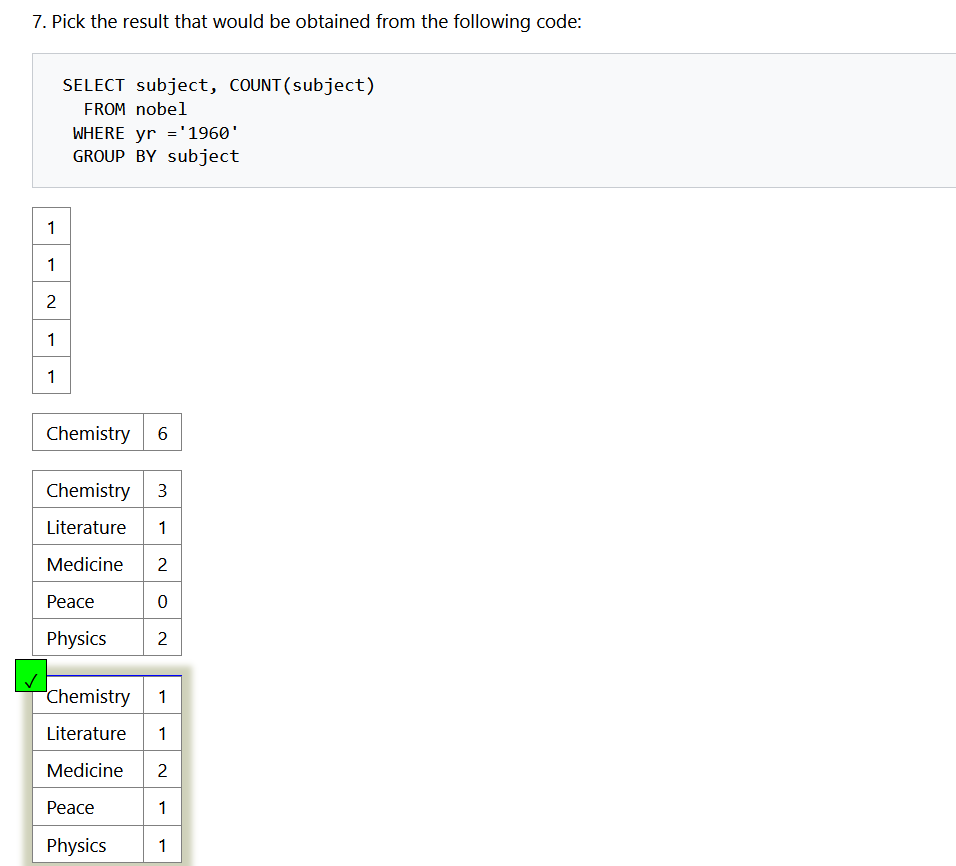 7. Pick the result that would be obtained from the following code:
SELECT subject, COUNT(subject)
FROM nobel
WHERE yr ='1960'
GROUP BY subject
1
1
2
1
1
Chemistry 6
Chemistry 3
Literature 1
Medicine 2
Peace 0
Physics 2
✓
Chemistry 1
Literature 1
Medicine 2
Peace 1
Physics 1